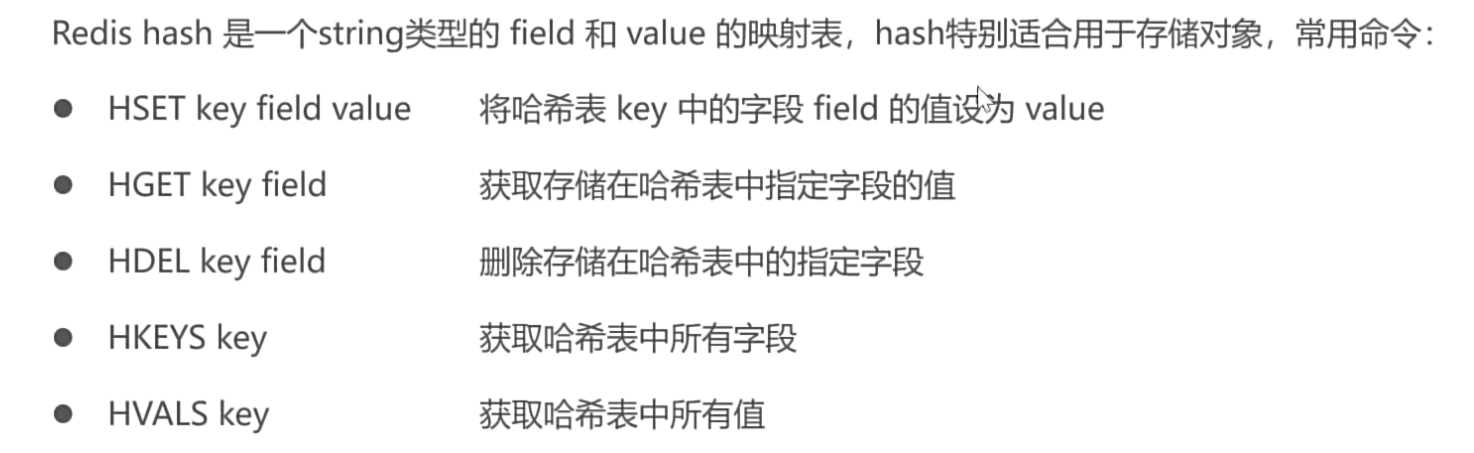 Redis hash 是一个string类型的 field 和 value 的映射表，hash特别适合用于存储对象，常用命令：
● HSET key field value 将哈希表 key 中的字段 field 的值设为 value
● HGET key field 获取存储在哈希表中指定字段的值
● HDEL key field 删除存储在哈希表中的指定字段
● HKEYS key 获取哈希表中所有字段
● HVALS key 获取哈希表中所有值